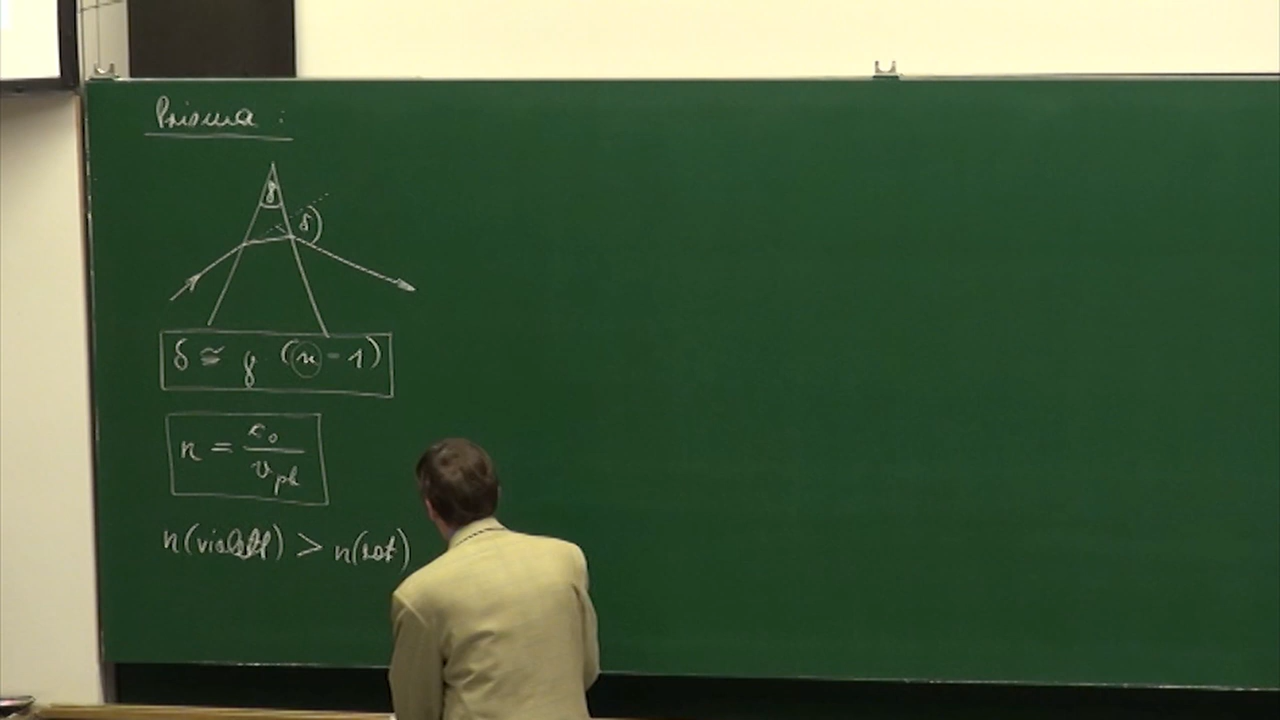 Prisma :
γ
δ
δ ≅ γ (n - 1)
n = c₀ / v_ph
n(violett) > n(rot)